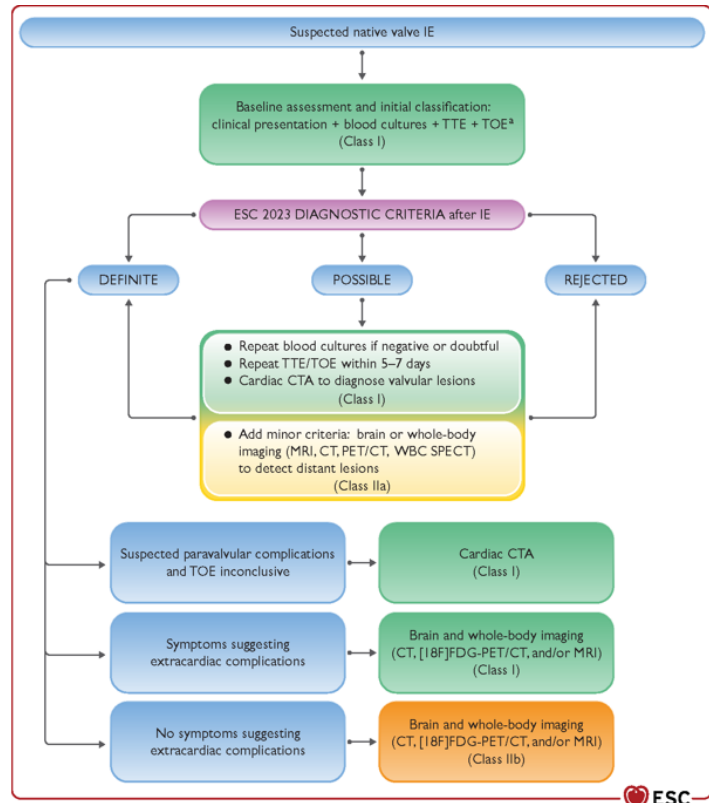 Suspected native valve IE
Baseline assessment and initial classification:
clinical presentation + blood cultures + TTE + TOEᵃ
(Class I)
ESC 2023 DIAGNOSTIC CRITERIA after IE
DEFINITE
POSSIBLE
REJECTED
● Repeat blood cultures if negative or doubtful
● Repeat TTE/TOE within 5–7 days
● Cardiac CTA to diagnose valvular lesions
(Class I)
● Add minor criteria: brain or whole-body
imaging (MRI, CT, PET/CT, WBC SPECT)
to detect distant lesions
(Class IIa)
Suspected paravalvular complications
and TOE inconclusive
Cardiac CTA
(Class I)
Symptoms suggesting
extracardiac complications
Brain and whole-body imaging
(CT, [18F]FDG-PET/CT, and/or MRI)
(Class I)
No symptoms suggesting
extracardiac complications
Brain and whole-body imaging
(CT, [18F]FDG-PET/CT, and/or MRI)
(Class IIb)
ESC